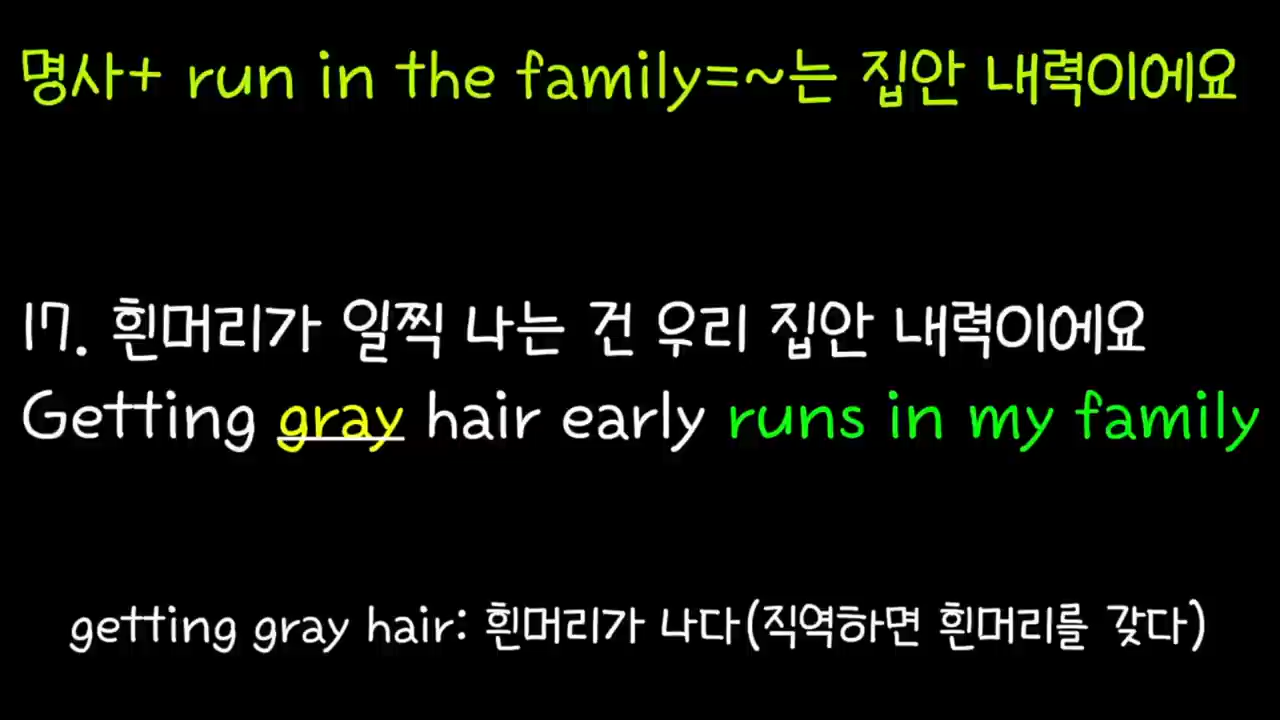 명사+ run in the family=~는 집안 내력이에요
17. 흰머리가 일찍 나는 건 우리 집안 내력이에요
Getting gray hair early runs in my family
getting gray hair: 흰머리가 나다(직역하면 흰머리를 갖다)